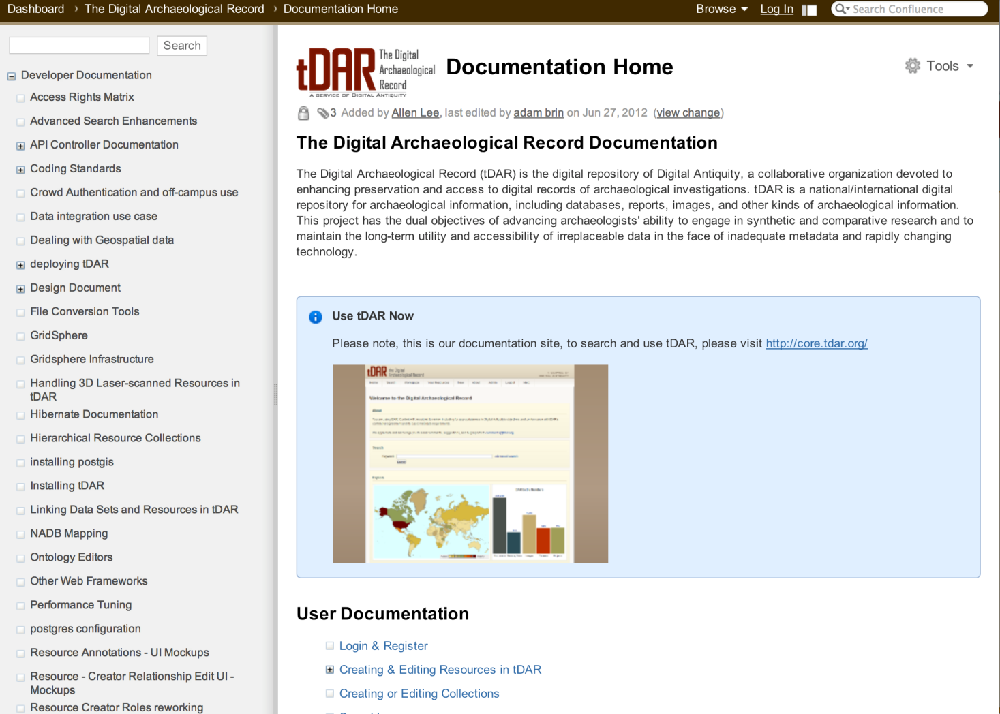 Dashboard › The Digital Archaeological Record › Documentation Home
Browse Log In Search Confluence
Search
Developer Documentation
Access Rights Matrix
Advanced Search Enhancements
API Controller Documentation
Coding Standards
Crowd Authentication and off-campus use
Data integration use case
Dealing with Geospatial data
deploying tDAR
Design Document
File Conversion Tools
GridSphere
Gridsphere Infrastructure
Handling 3D Laser-scanned Resources in
tDAR
Hibernate Documentation
Hierarchical Resource Collections
installing postgis
Installing tDAR
Linking Data Sets and Resources in tDAR
NADB Mapping
Ontology Editors
Other Web Frameworks
Performance Tuning
postgres configuration
Resource Annotations - UI Mockups
Resource - Creator Relationship Edit UI -
Mockups
Resource Creator Roles reworking
tDAR
The Digital
Archaeological
Record
A SERVICE OF DIGITAL ANTIQUITY
Documentation Home
Tools
3 Added by Allen Lee, last edited by adam brin on Jun 27, 2012 (view change)
The Digital Archaeological Record Documentation
The Digital Archaeological Record (tDAR) is the digital repository of Digital Antiquity, a collaborative organization devoted to
enhancing preservation and access to digital records of archaeological investigations. tDAR is a national/international digital
repository for archaeological information, including databases, reports, images, and other kinds of archaeological information.
This project has the dual objectives of advancing archaeologists' ability to engage in synthetic and comparative research and to
maintain the long-term utility and accessibility of irreplaceable data in the face of inadequate metadata and rapidly changing
technology.
Use tDAR Now
Please note, this is our documentation site, to search and use tDAR, please visit http://core.tdar.org/
tDAR the Digital
Archaeological Record
Welcome to the Digital Archaeological Record
About
Search
Explore
User Documentation
Login & Register
Creating & Editing Resources in tDAR
Creating or Editing Collections